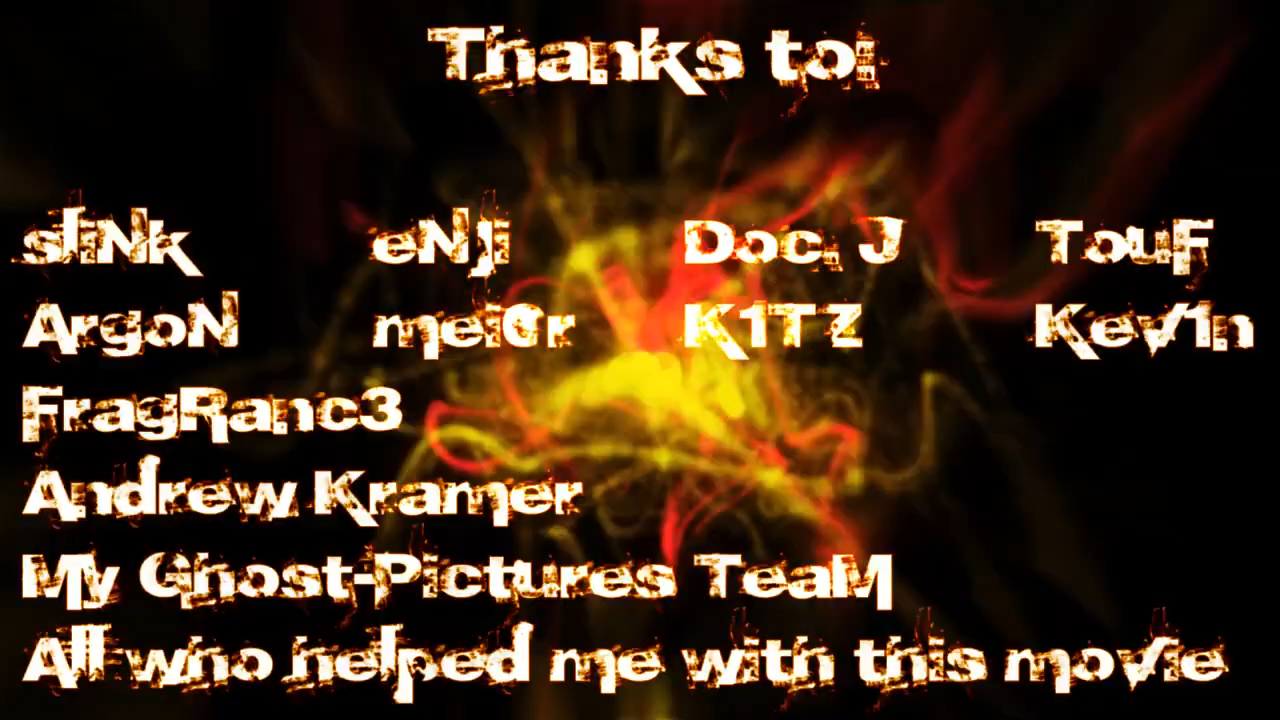 Thanks to:
sliNk eNJi Doc. J TouF
ArgoN meiCr K1TZ Kev1n
FragRanc3
Andrew Kramer
My Ghost-Pictures TeaM
All who helped me with this movie